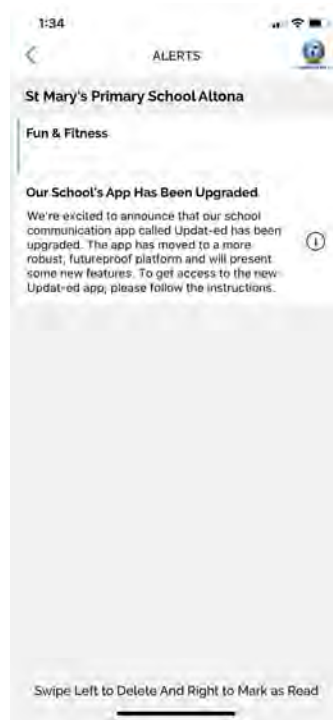 1:34
ALERTS
St Mary's Primary School Altona
Fun & Fitness
Our School's App Has Been Upgraded
We're excited to announce that our school
communication app called Updat-ed has been
upgraded. The app has moved to a more
robust, futureproof platform and will present
some new features. To get access to the new
Updat-ed app, please follow the instructions.
Swipe Left to Delete And Right to Mark as Read